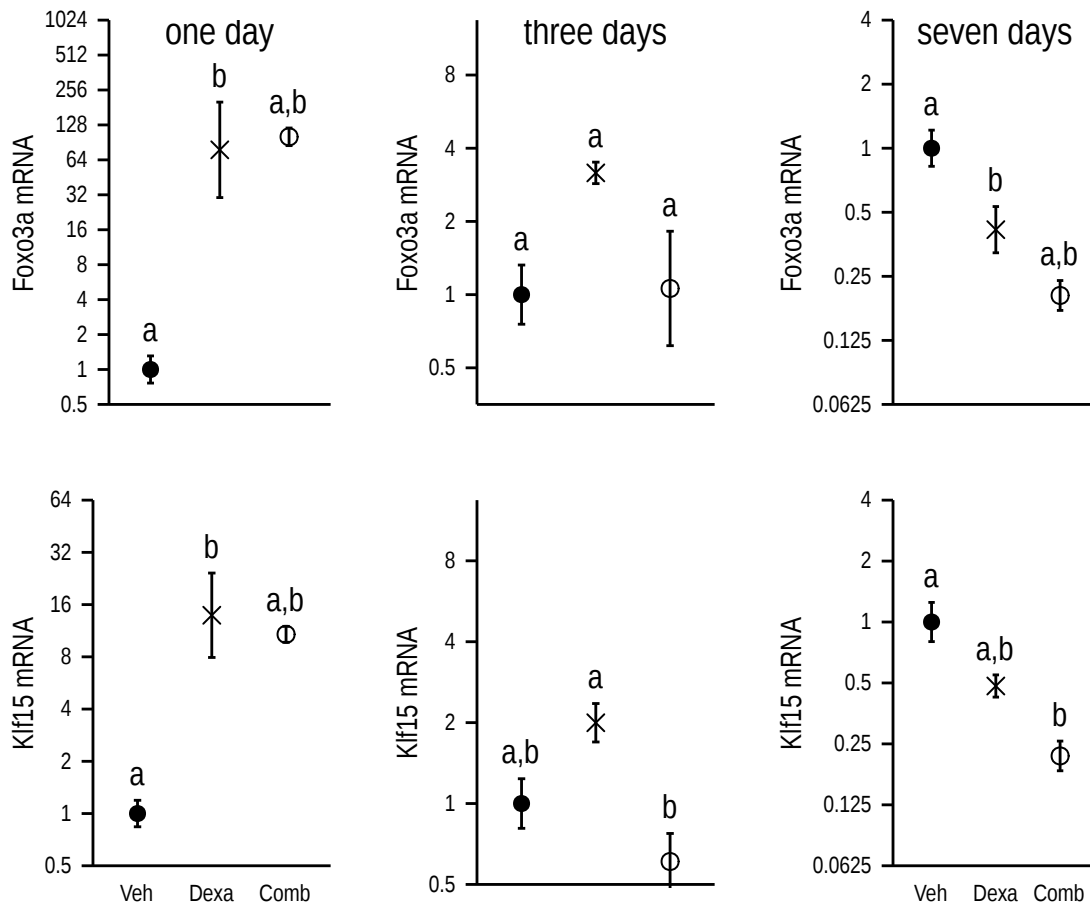 one day
Foxo3a mRNA
1024
512
256
128
64
32
16
8
4
2
1
0.5
a
b
a,b
three days
Foxo3a mRNA
8
4
2
1
0.5
a
a
a
seven days
Foxo3a mRNA
4
2
1
0.5
0.25
0.125
0.0625
a
b
a,b
Klf15 mRNA
64
32
16
8
4
2
1
0.5
a
b
a,b
Veh Dexa Comb
Klf15 mRNA
8
4
2
1
0.5
a,b
a
b
Klf15 mRNA
4
2
1
0.5
0.25
0.125
0.0625
a
a,b
b
Veh Dexa Comb